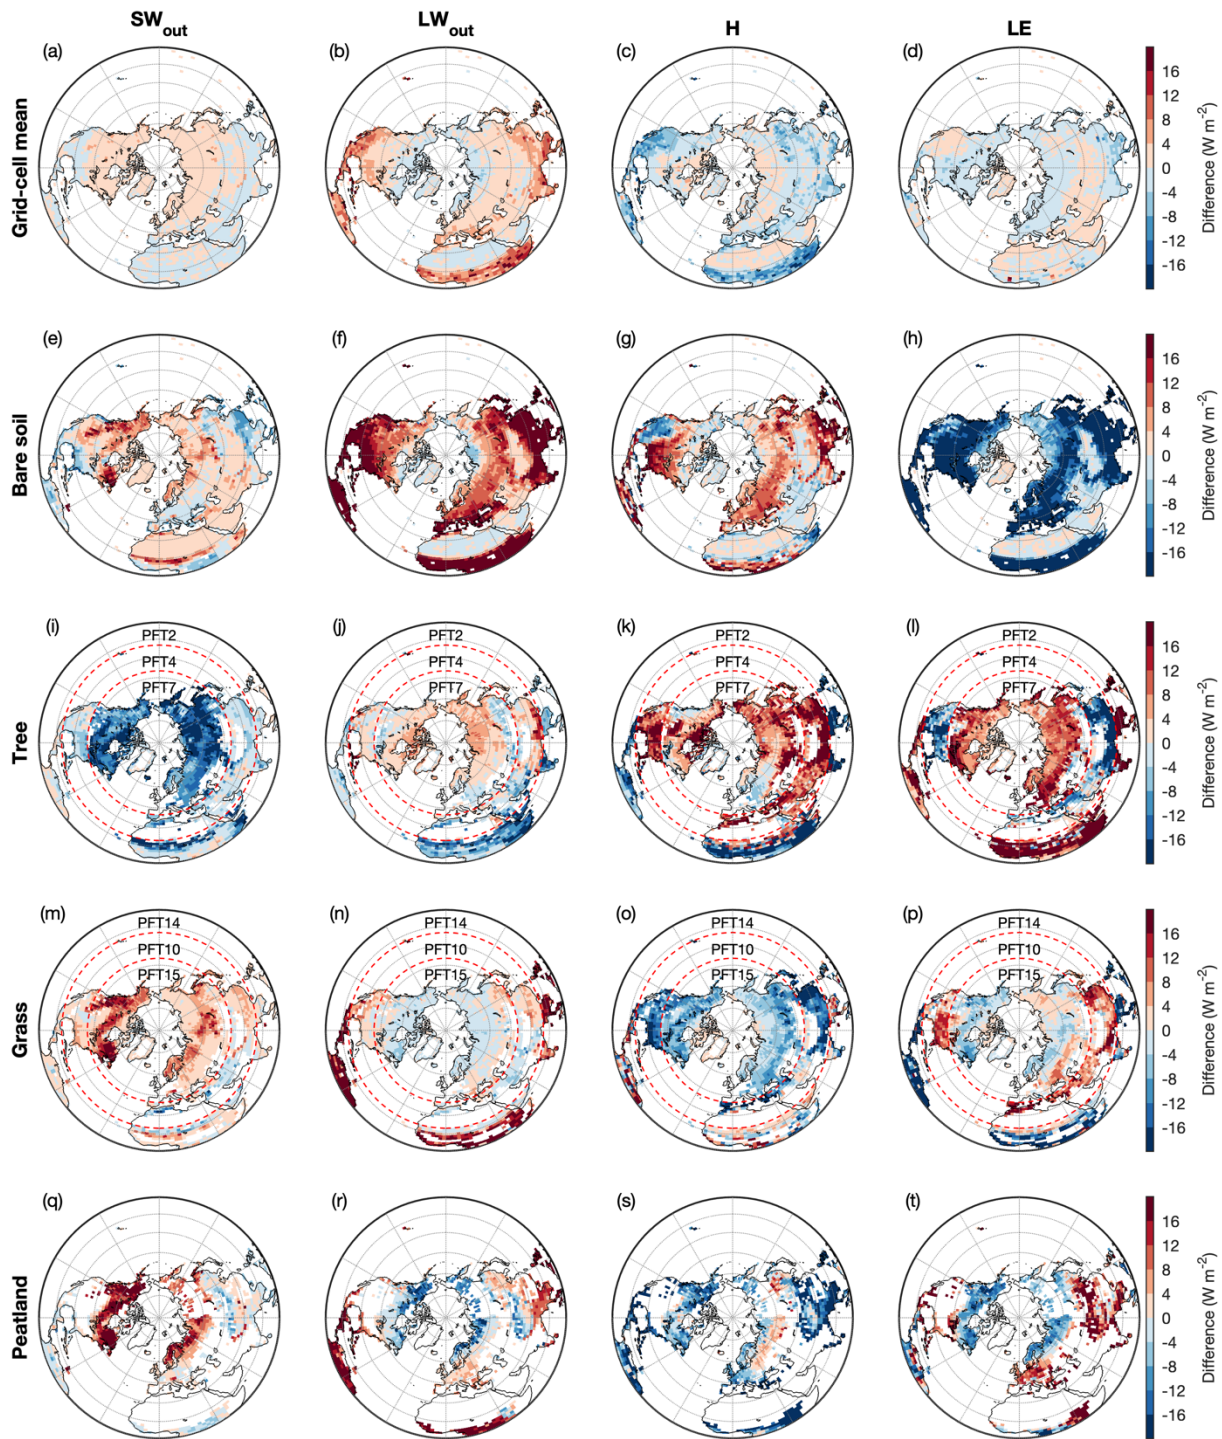 SWout LWout H LE
(a) (b) (c) (d)
Grid-cell mean
16
12
8
4
0
-4
-8
-12
-16
Difference (W m−2)
(e) (f) (g) (h)
Bare soil
16
12
8
4
0
-4
-8
-12
-16
Difference (W m−2)
(i) (j) (k) (l)
PFT2 PFT2 PFT2 PFT2
PFT4 PFT4 PFT4 PFT4
PFT7 PFT7 PFT7 PFT7
Tree
16
12
8
4
0
-4
-8
-12
-16
Difference (W m−2)
(m) (n) (o) (p)
PFT14 PFT14 PFT14 PFT14
PFT10 PFT10 PFT10 PFT10
PFT15 PFT15 PFT15 PFT15
Grass
16
12
8
4
0
-4
-8
-12
-16
Difference (W m−2)
(q) (r) (s) (t)
Peatland
16
12
8
4
0
-4
-8
-12
-16
Difference (W m−2)